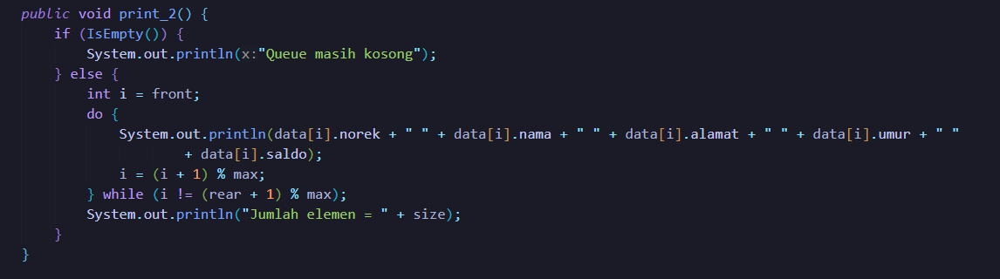 public void print_2() {
    if (IsEmpty()) {
        System.out.println(x:"Queue masih kosong");
    } else {
        int i = front;
        do {
            System.out.println(data[i].norek + " " + data[i].nama + " " + data[i].alamat + " " + data[i].umur + " "
                    + data[i].saldo);
            i = (i + 1) % max;
        } while (i != (rear + 1) % max);
        System.out.println("Jumlah elemen = " + size);
    }
}